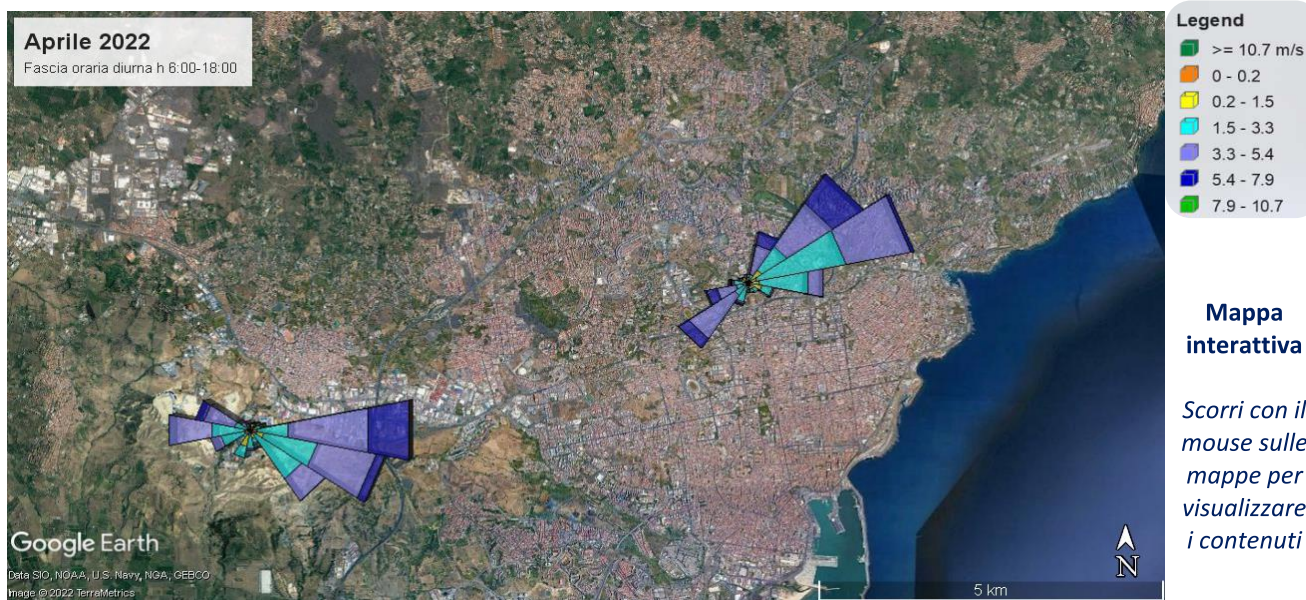 Aprile 2022
Fascia oraria diurna h 6:00-18:00
Legend
>= 10.7 m/s
0 - 0.2
0.2 - 1.5
1.5 - 3.3
3.3 - 5.4
5.4 - 7.9
7.9 - 10.7
Mappa
interattiva
Scorri con il
mouse sulle
mappe per
visualizzare
i contenuti
Google Earth
Data SIO, NOAA, U.S. Navy, NGA, GEBCO
Image © 2022 TerraMetrics
N
5 km